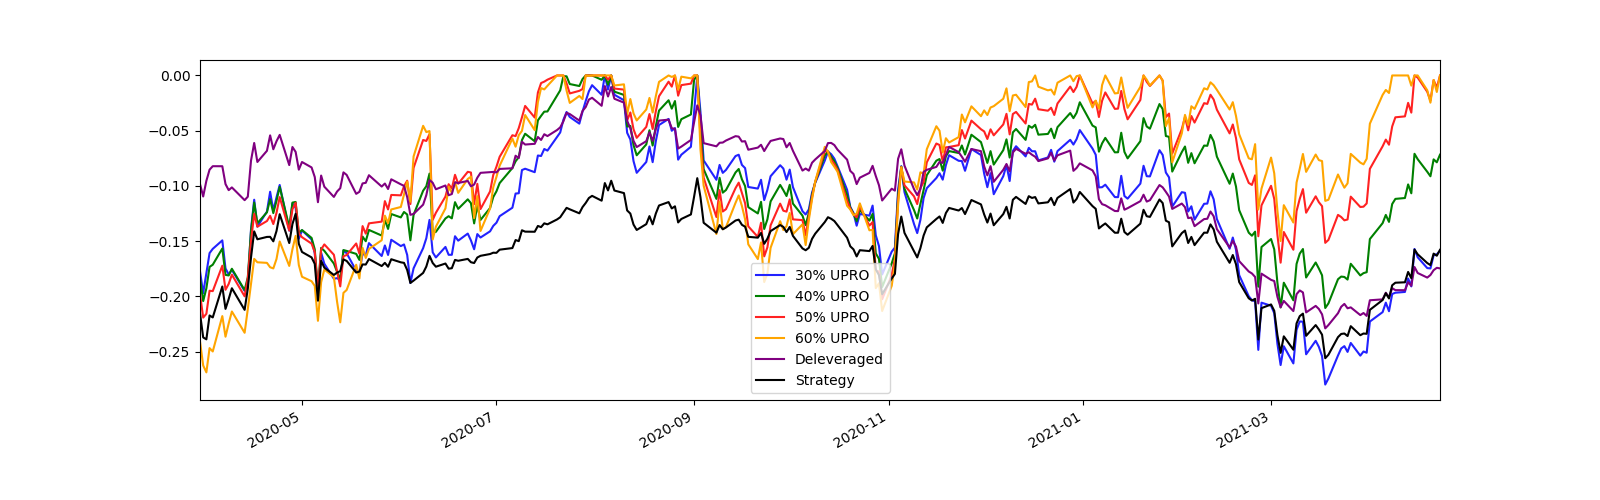 0.00
−0.05
−0.10
−0.15
−0.20
−0.25
30% UPRO
40% UPRO
50% UPRO
60% UPRO
Deleveraged
Strategy
2020-05
2020-07
2020-09
2020-11
2021-01
2021-03